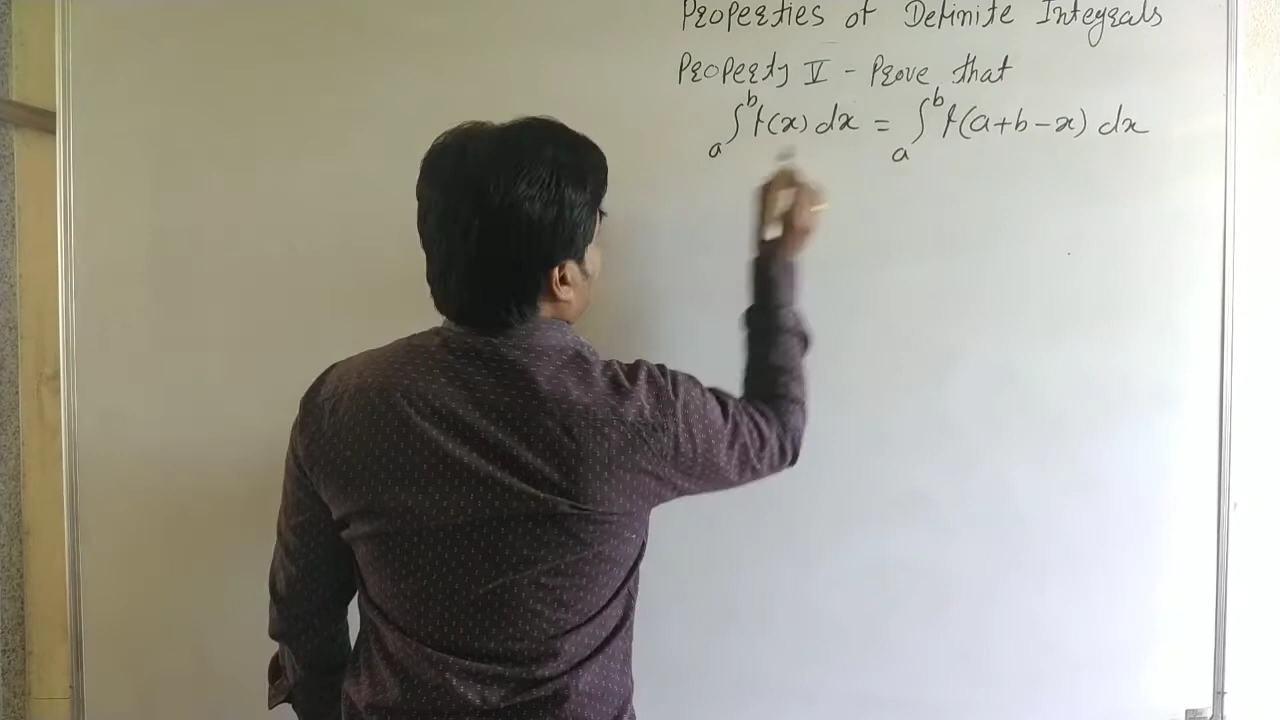 Properties of Definite Integrals
Property V - Prove that
∫ₐᵇ f(x) dx = ∫ₐᵇ f(a+b-x) dx